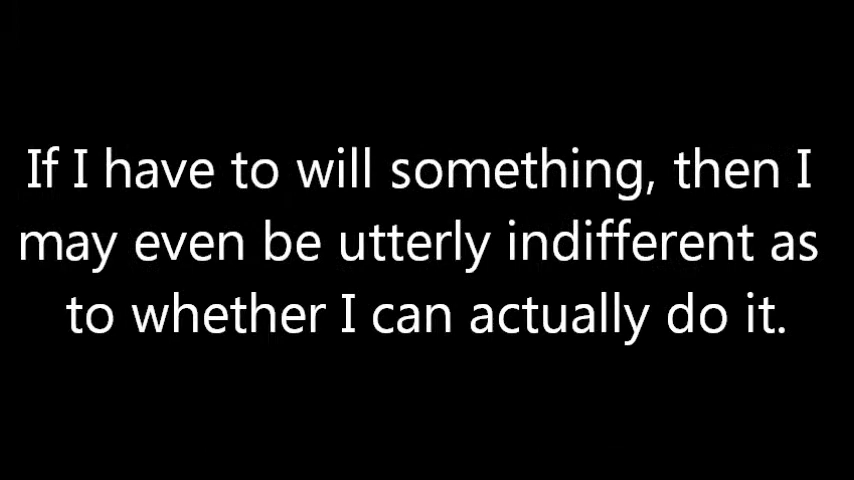 If I have to will something, then I
may even be utterly indifferent as
to whether I can actually do it.